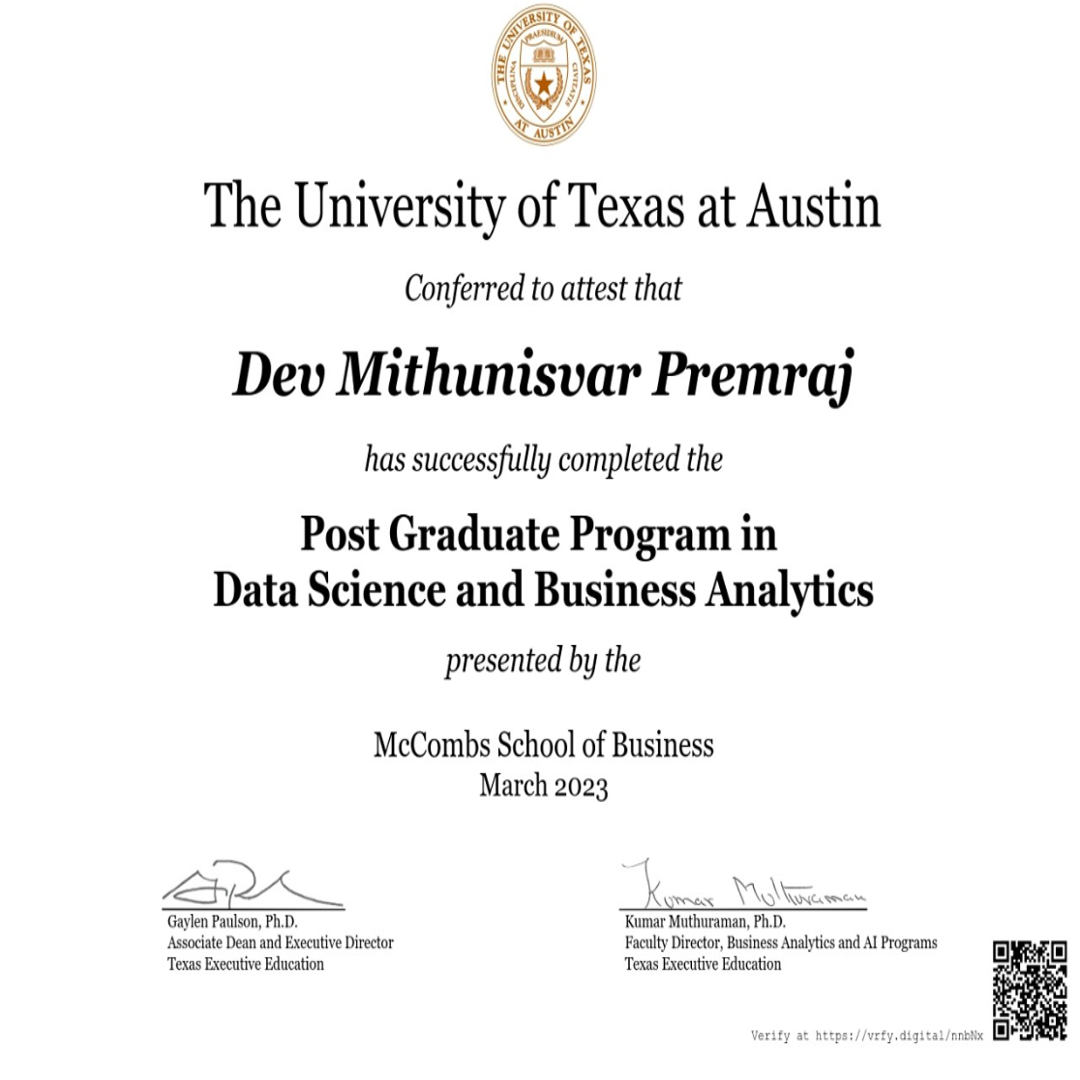 THE UNIVERSITY OF TEXAS
AT AUSTIN
PRAESIDIUM
DISCIPLINA
CIVITATIS
The University of Texas at Austin
Conferred to attest that
Dev Mithunisvar Premraj
has successfully completed the
Post Graduate Program in
Data Science and Business Analytics
presented by the
McCombs School of Business
March 2023
Kumar Muthuraman
Gaylen Paulson, Ph.D.
Associate Dean and Executive Director
Texas Executive Education
Kumar Muthuraman, Ph.D.
Faculty Director, Business Analytics and AI Programs
Texas Executive Education
Verify at https://vrfy.digital/nnbNx